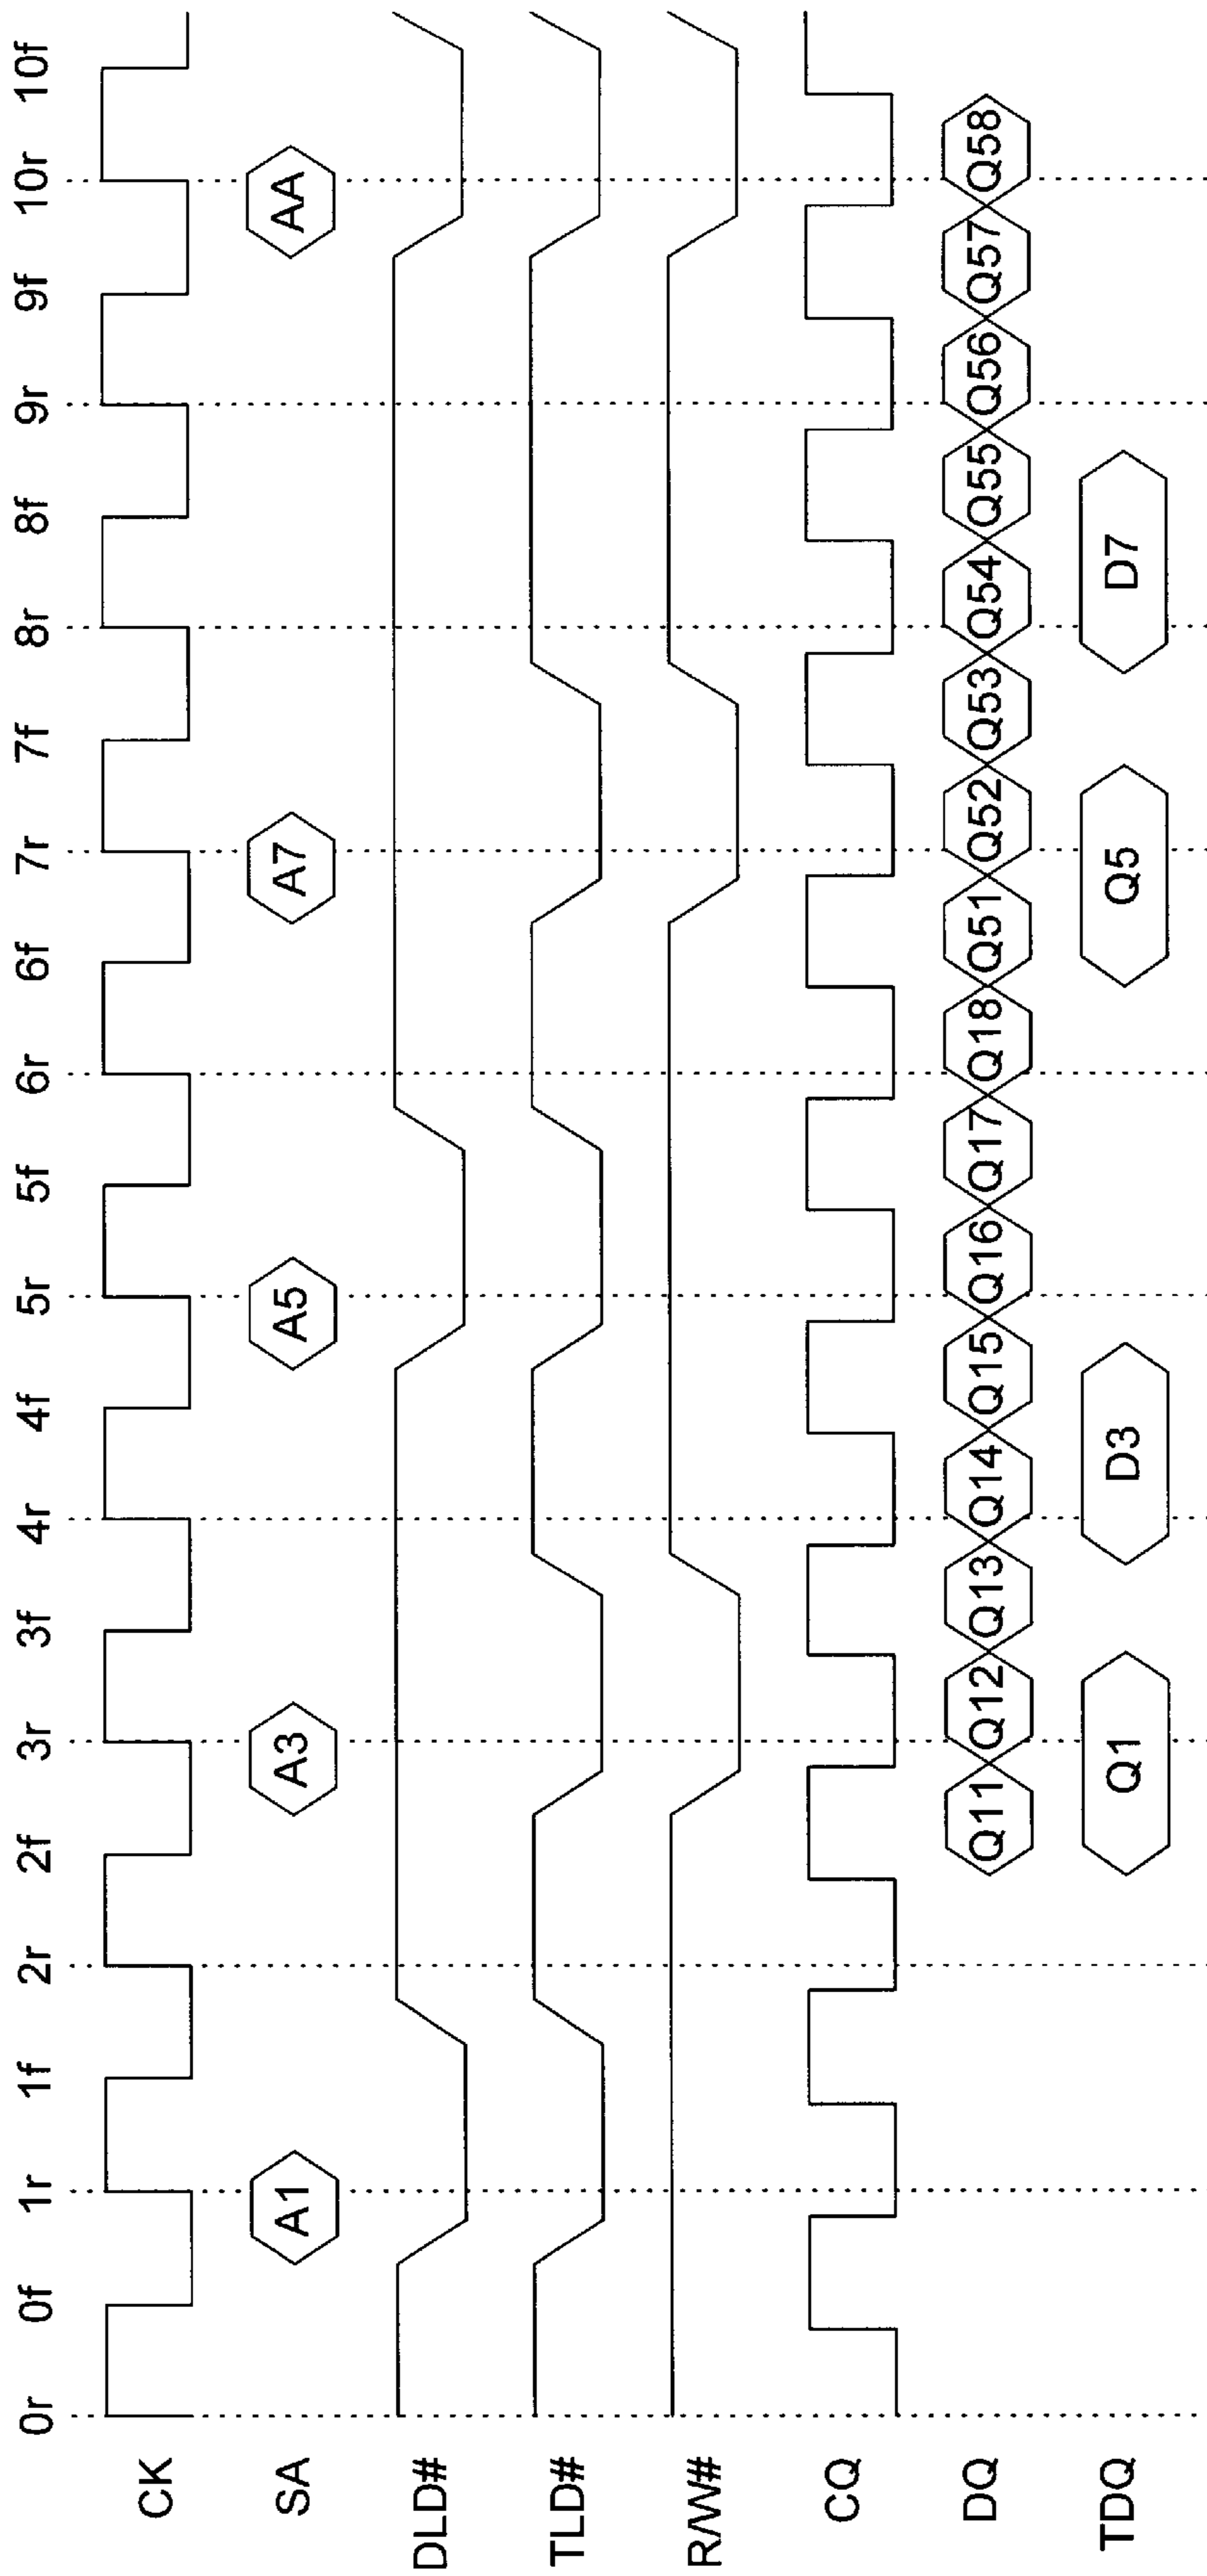 0r 0f 1r 1f 2r 2f 3r 3f 4r 4f 5r 5f 6r 6f 7r 7f 8r 8f 9r 9f 10r 10f
CK
SA A1 A3 A5 A7 AA
DLD#
TLD#
R/W#
CQ
DQ Q11 Q12 Q13 Q14 Q15 Q16 Q17 Q18 Q51 Q52 Q53 Q54 Q55 Q56 Q57 Q58
TDQ Q1 D3 Q5 D7